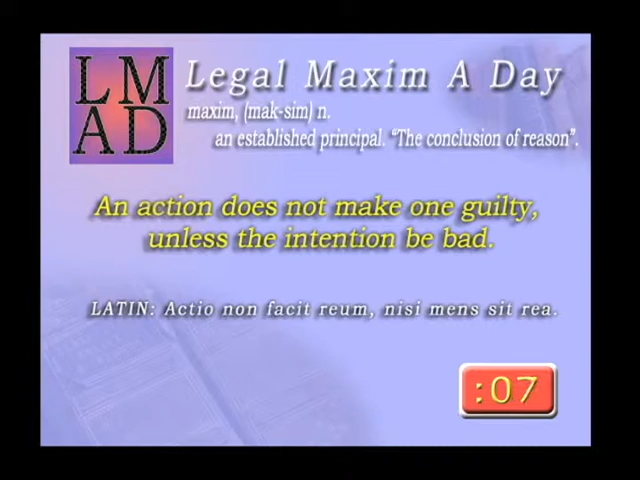 LM
AD
Legal Maxim A Day
maxim, (mak-sim) n.
an established principal. “The conclusion of reason”.
An action does not make one guilty,
unless the intention be bad.
LATIN: Actio non facit reum, nisi mens sit rea.
:07